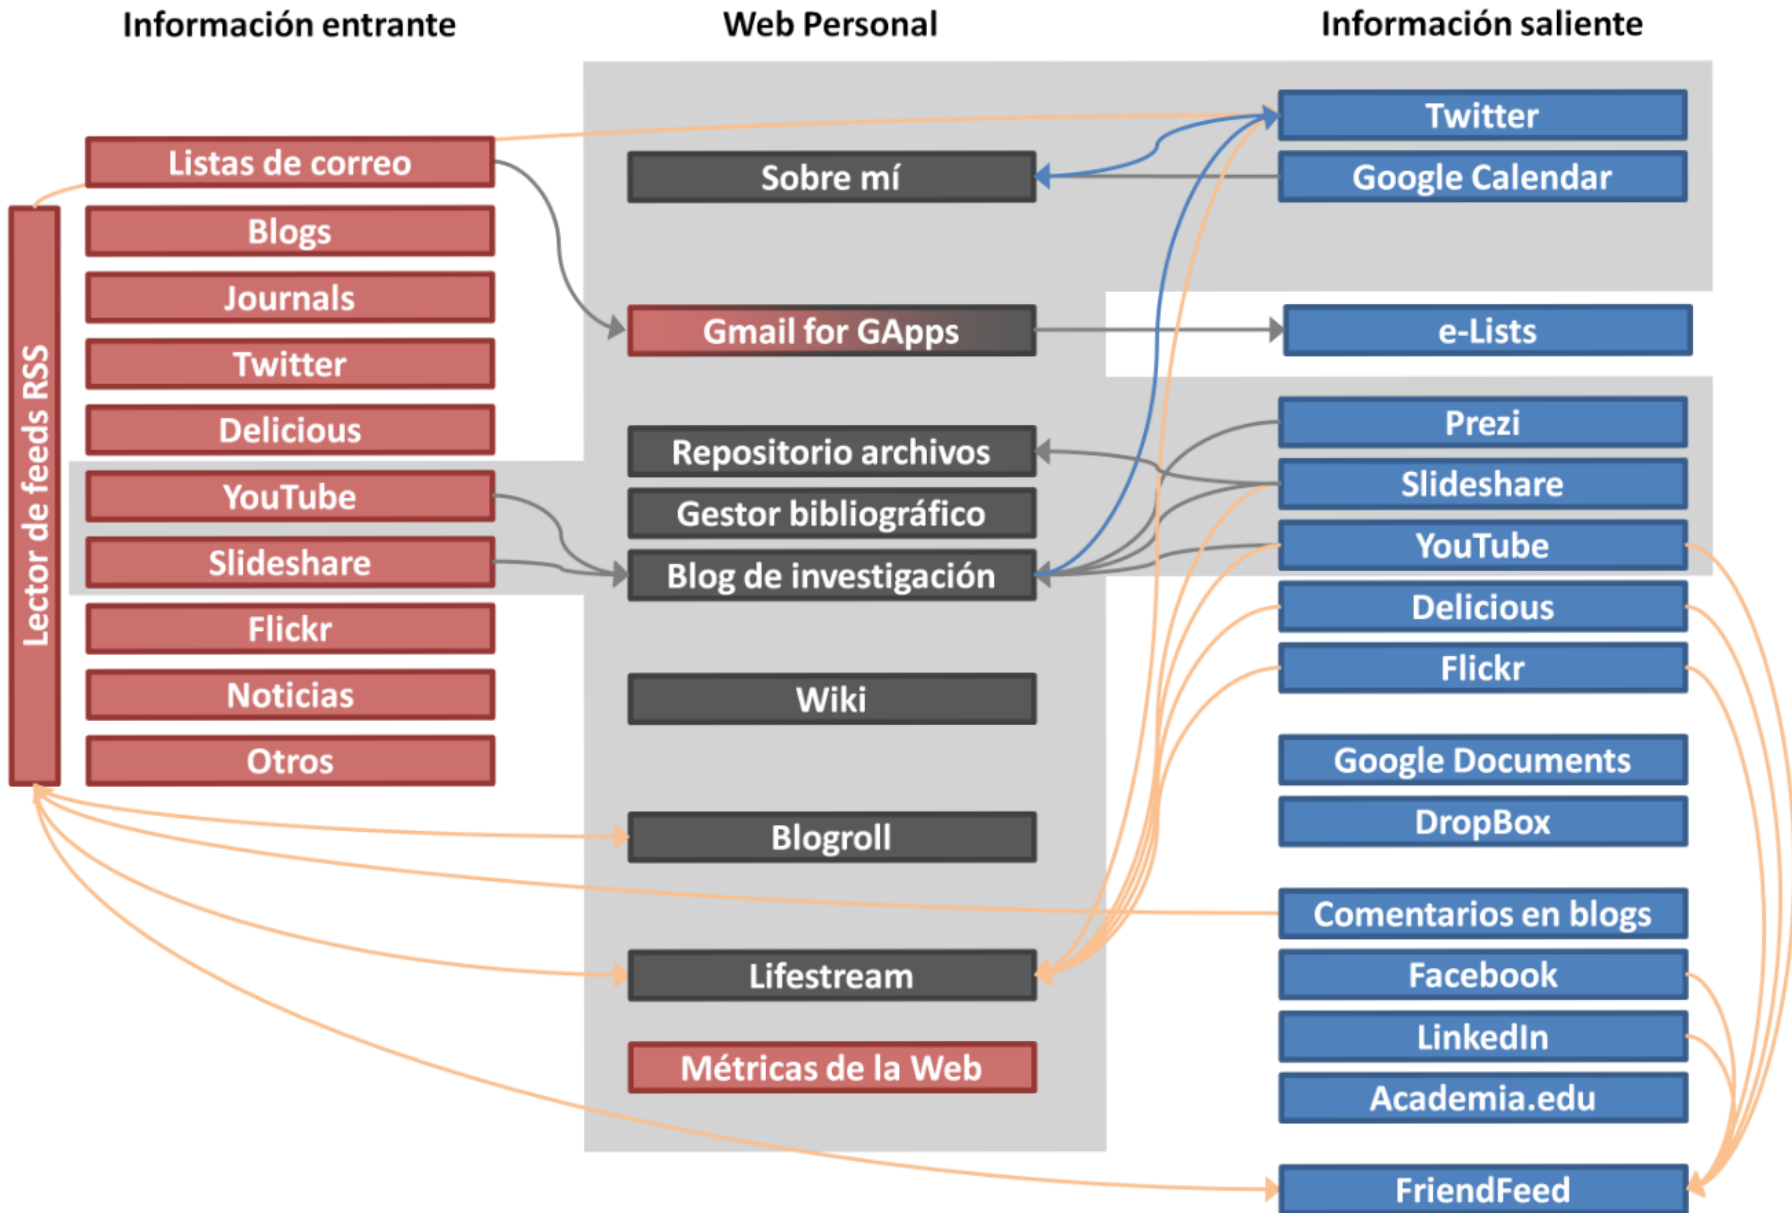 Información entrante
Web Personal
Información saliente
Lector de feeds RSS
Listas de correo
Blogs
Journals
Twitter
Delicious
YouTube
Slideshare
Flickr
Noticias
Otros
Sobre mí
Gmail for GApps
Repositorio archivos
Gestor bibliográfico
Blog de investigación
Wiki
Blogroll
Lifestream
Métricas de la Web
Twitter
Google Calendar
e-Lists
Prezi
Slideshare
YouTube
Delicious
Flickr
Google Documents
DropBox
Comentarios en blogs
Facebook
LinkedIn
Academia.edu
FriendFeed